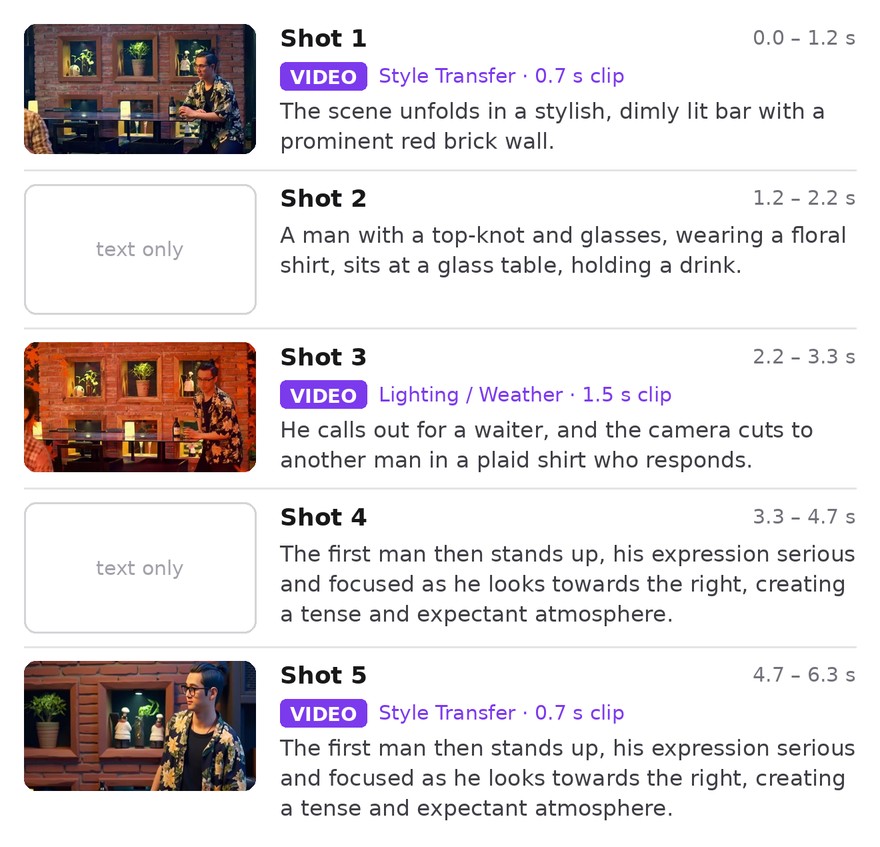 Shot 1
0.0 – 1.2 s
VIDEO Style Transfer · 0.7 s clip
The scene unfolds in a stylish, dimly lit bar with a
prominent red brick wall.
text only
Shot 2
1.2 – 2.2 s
A man with a top-knot and glasses, wearing a floral
shirt, sits at a glass table, holding a drink.
Shot 3
2.2 – 3.3 s
VIDEO Lighting / Weather · 1.5 s clip
He calls out for a waiter, and the camera cuts to
another man in a plaid shirt who responds.
text only
Shot 4
3.3 – 4.7 s
The first man then stands up, his expression serious
and focused as he looks towards the right, creating
a tense and expectant atmosphere.
Shot 5
4.7 – 6.3 s
VIDEO Style Transfer · 0.7 s clip
The first man then stands up, his expression serious
and focused as he looks towards the right, creating
a tense and expectant atmosphere.